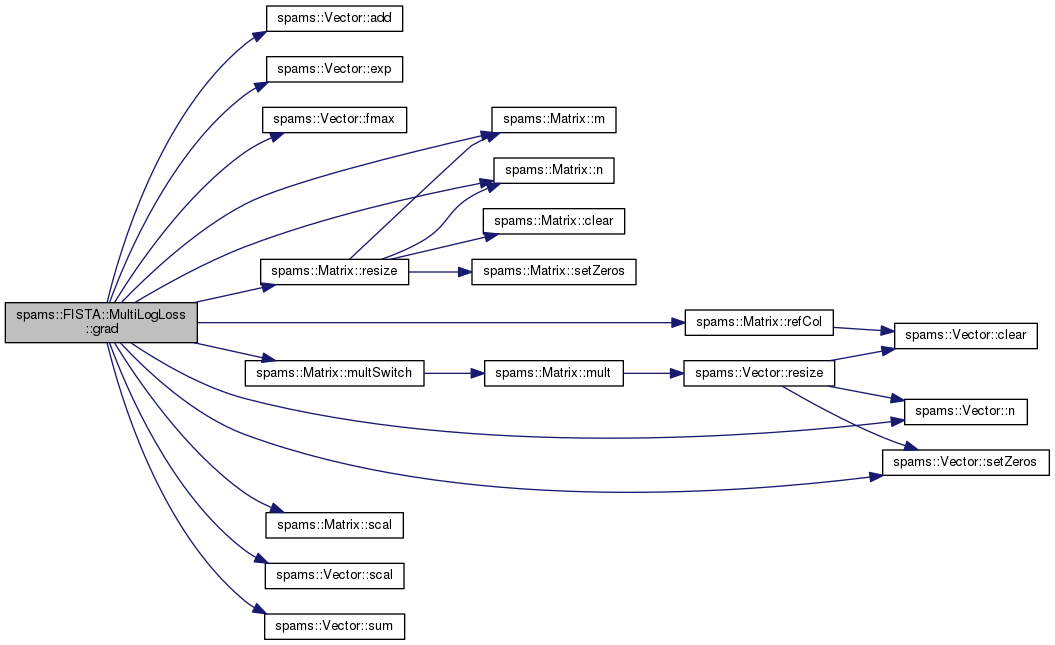 spams::Vector::add
spams::Vector::exp
spams::Vector::fmax
spams::Matrix::m
spams::Matrix::n
spams::Matrix::clear
spams::Matrix::resize
spams::Matrix::setZeros
spams::FISTA::MultiLogLoss
::grad
spams::Matrix::refCol
spams::Vector::clear
spams::Matrix::multSwitch
spams::Matrix::mult
spams::Vector::resize
spams::Vector::n
spams::Vector::setZeros
spams::Matrix::scal
spams::Vector::scal
spams::Vector::sum